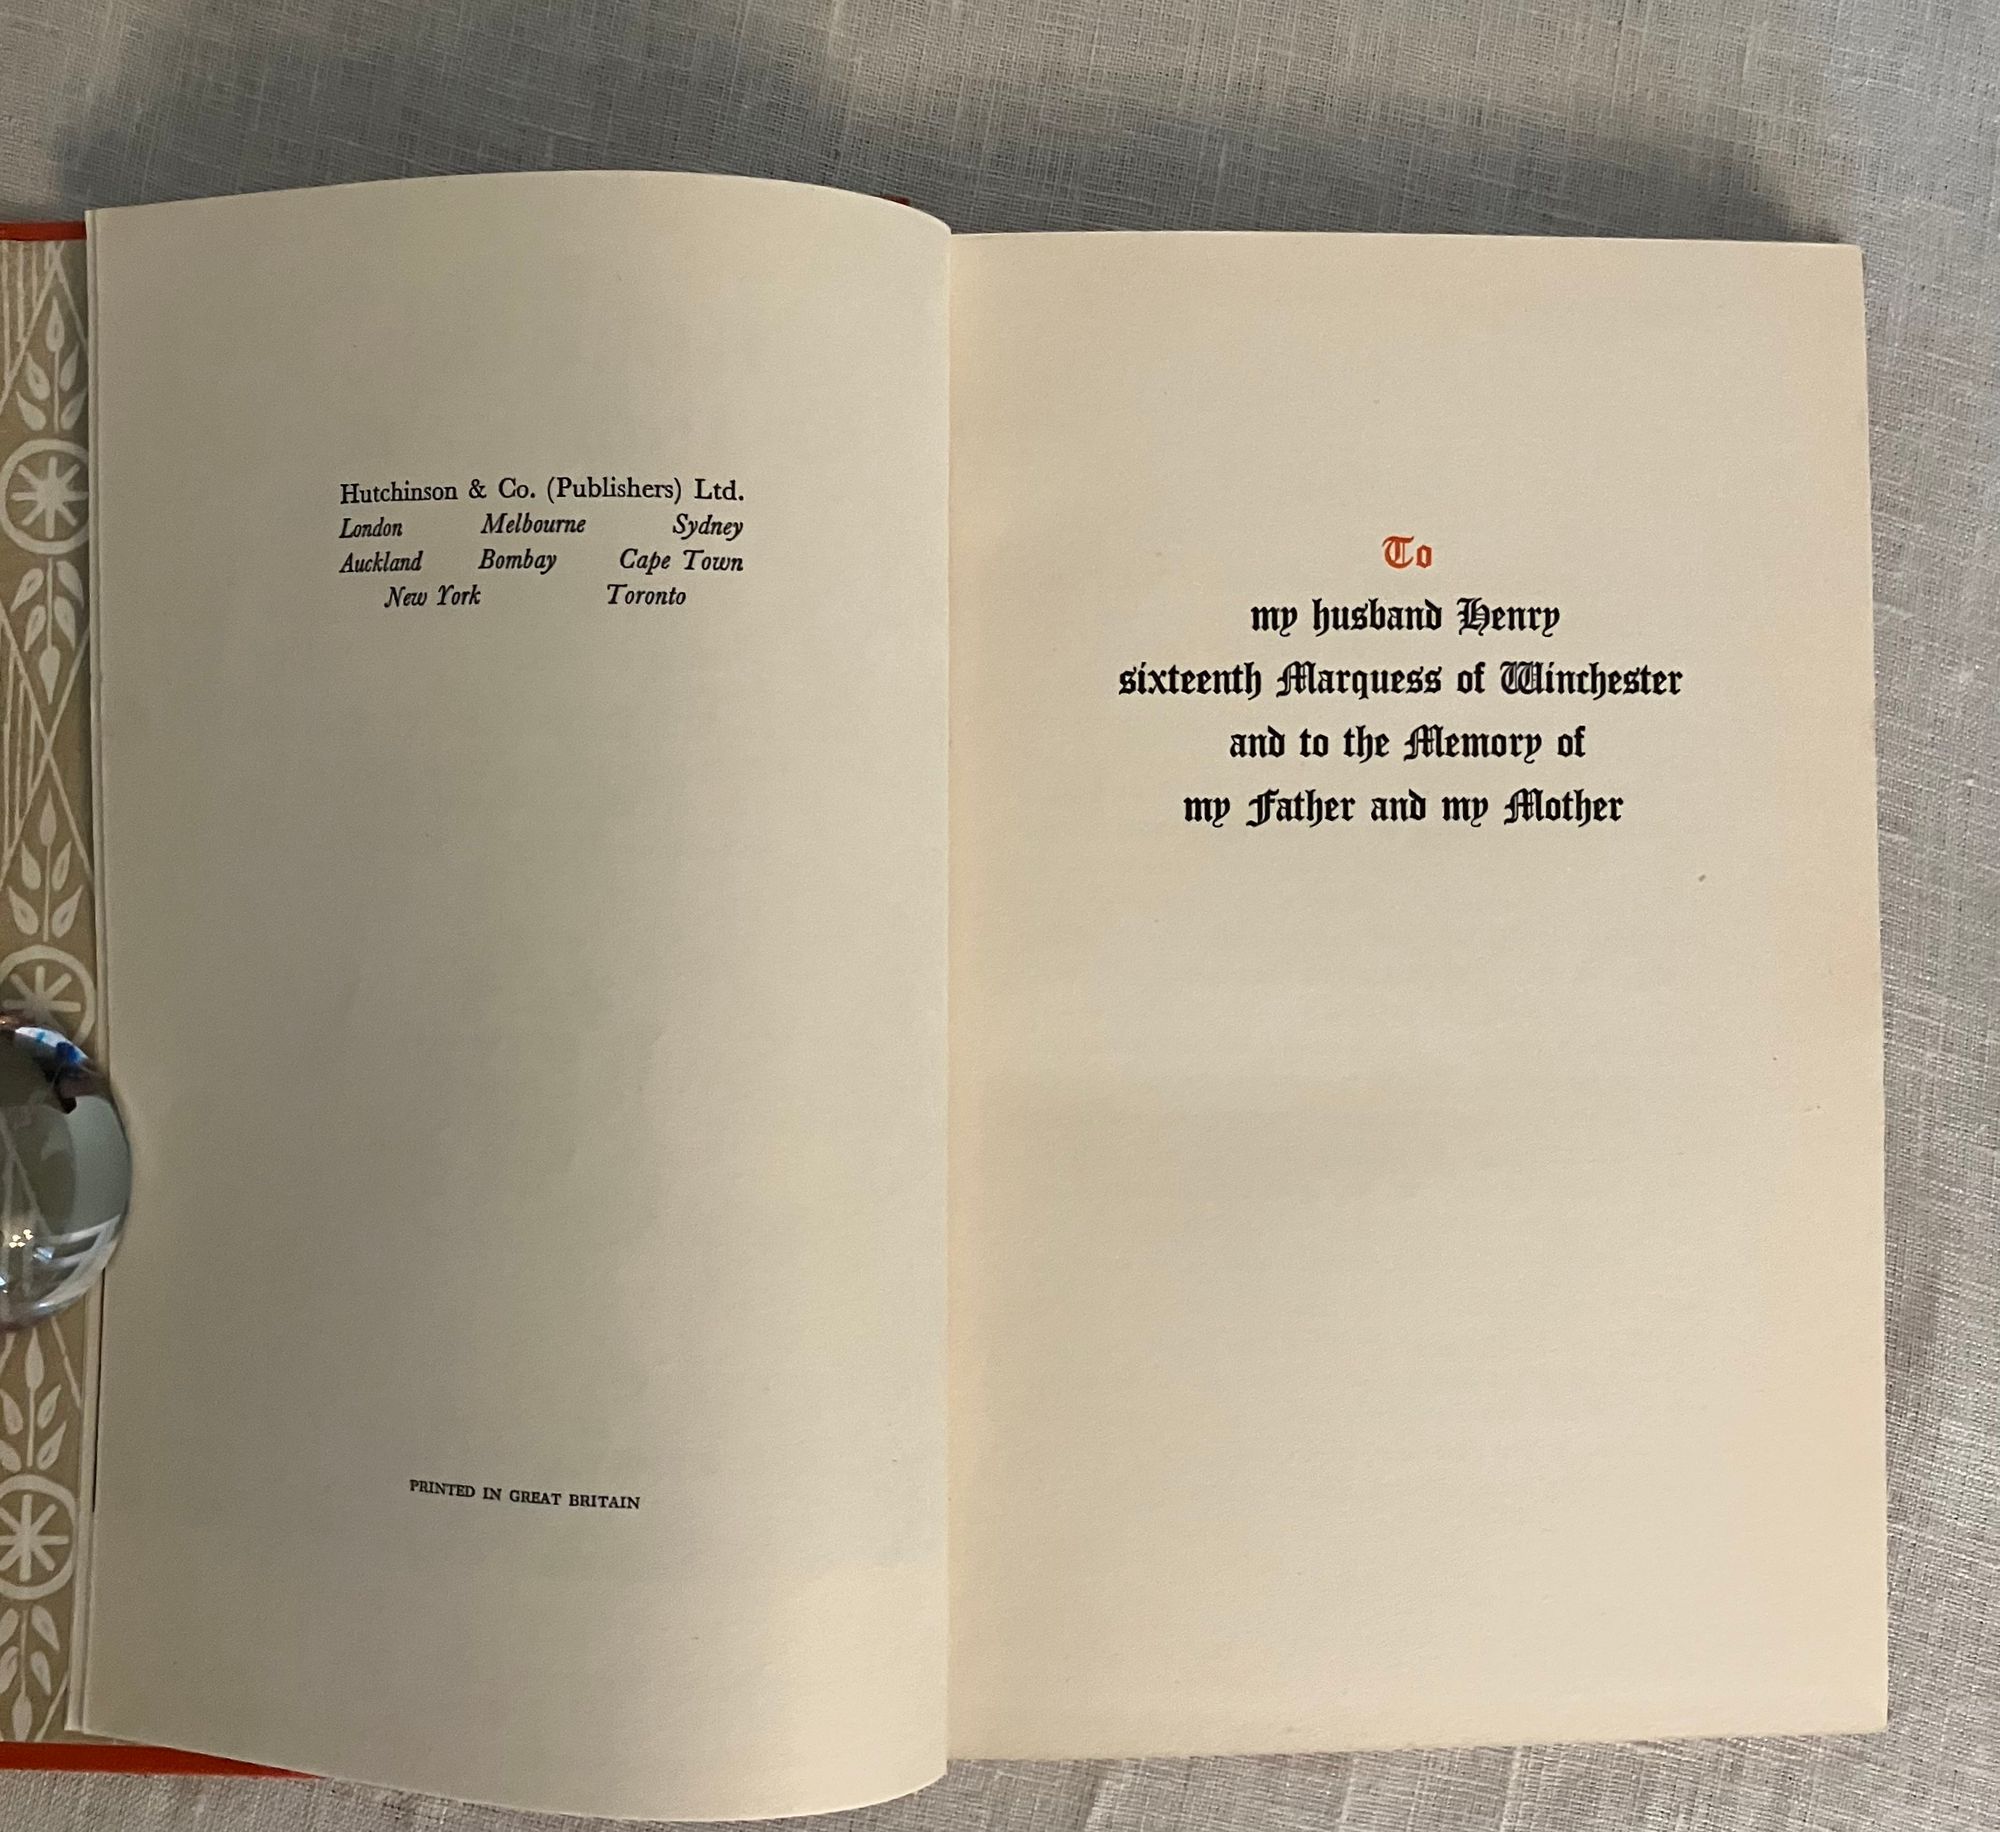 Hutchinson & Co. (Publishers) Ltd.
London Melbourne Sydney
Auckland Bombay Cape Town
New York Toronto
PRINTED IN GREAT BRITAIN
To
my husband Henry
sixteenth Marquess of Winchester
and to the Memory of
my Father and my Mother